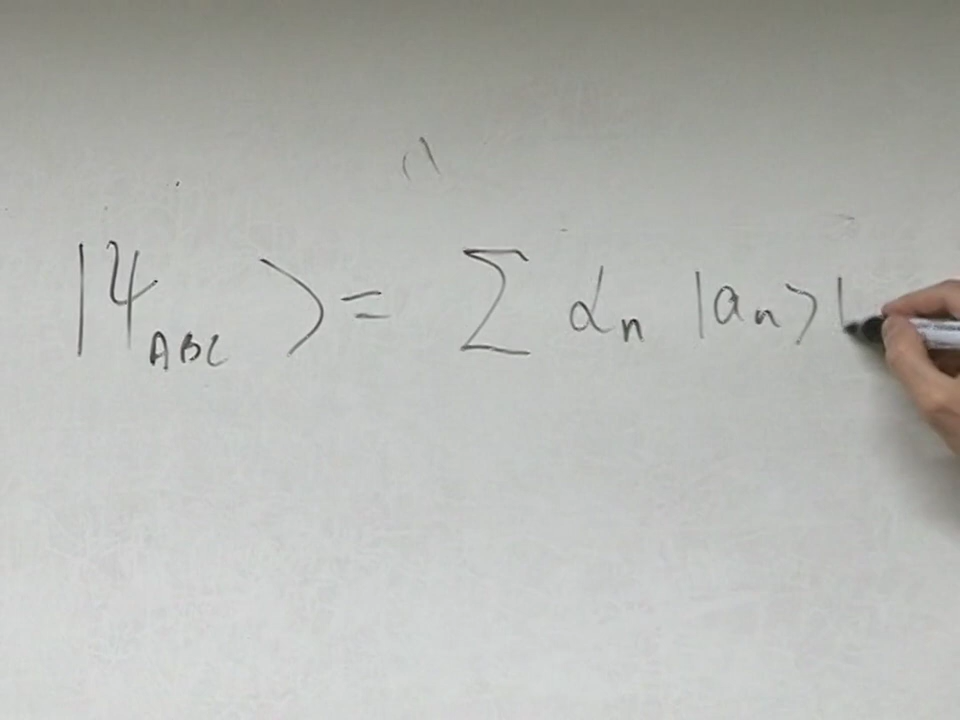 |Ψ_ABC⟩ = Σ α_n |a_n⟩|